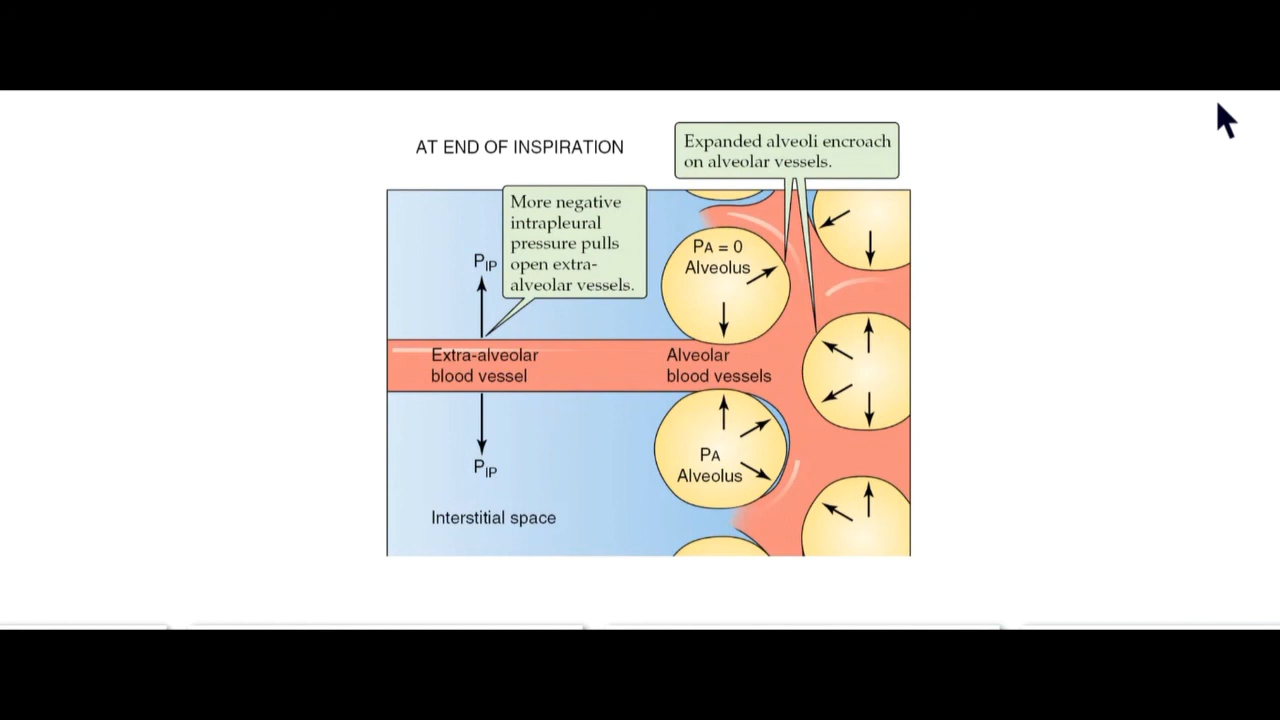 AT END OF INSPIRATION
Expanded alveoli encroach
on alveolar vessels.
More negative
intrapleural
pressure pulls
open extra-
alveolar vessels.
PIP
PA = 0
Alveolus
Extra-alveolar
blood vessel
Alveolar
blood vessels
PIP
PA
Alveolus
Interstitial space